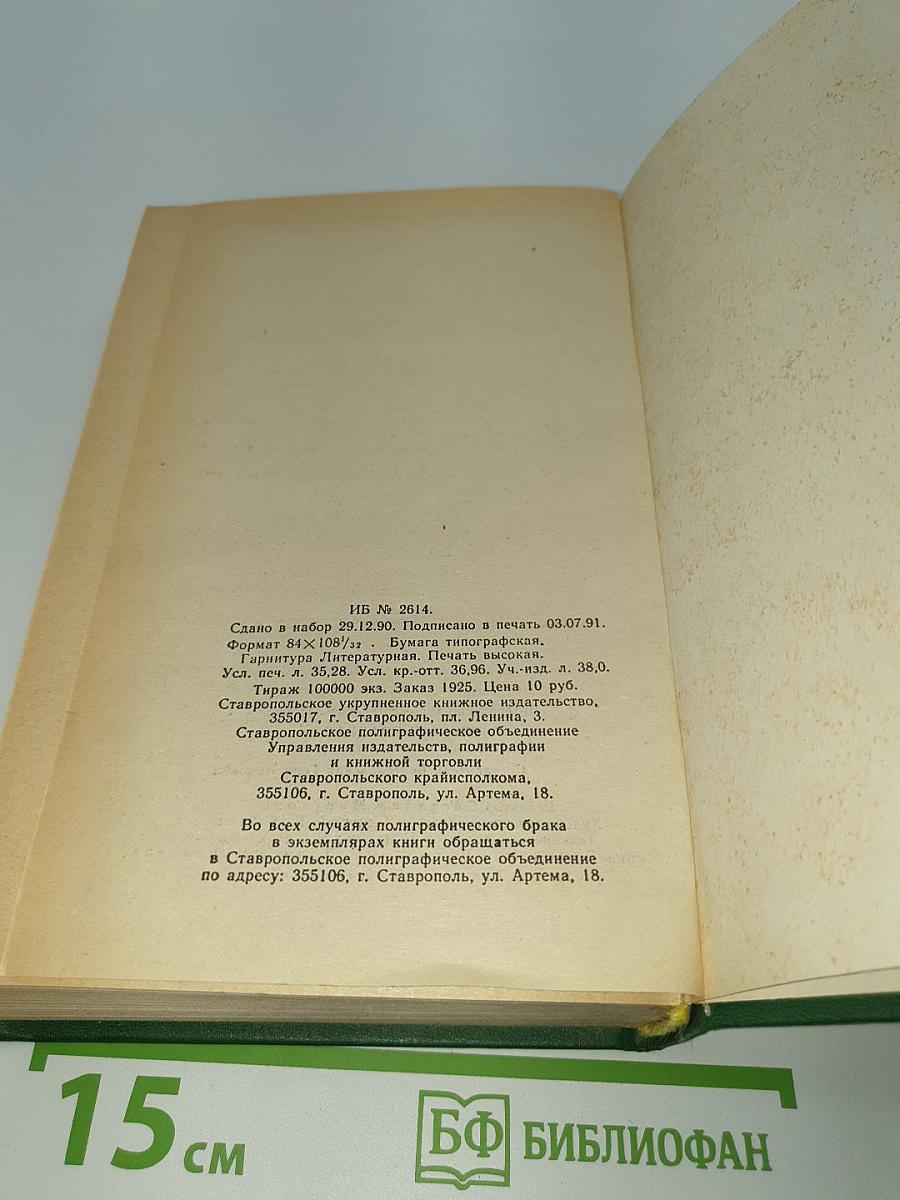 ИБ № 2614.
Сдано в набор 29.12.90. Подписано в печать 03.07.91.
Формат 84×108¹/₃₂ . Бумага типографская.
Гарнитура Литературная. Печать высокая.
Усл. печ. л. 35,28. Усл. кр.-отт. 36,96. Уч.-изд. л. 38,0.
Тираж 100000 экз. Заказ 1925. Цена 10 руб.
Ставропольское укрупненное книжное издательство,
355017, г. Ставрополь, пл. Ленина, 3.
Ставропольское полиграфическое объединение
Управления издательств, полиграфии
и книжной торговли
Ставропольского крайисполкома,
355106, г. Ставрополь, ул. Артема, 18.
Во всех случаях полиграфического брака
в экземплярах книги обращаться
в Ставропольское полиграфическое объединение
по адресу: 355106, г. Ставрополь, ул. Артема, 18.
15 см
БФ БИБЛИОФАН